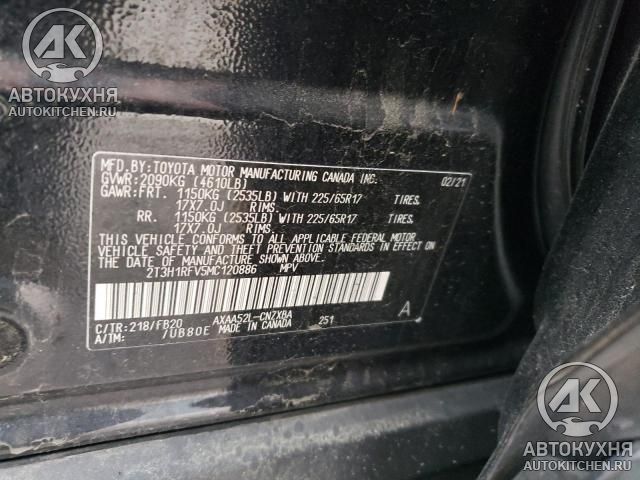 АК
АВТОКУХНЯ
AUTOKITCHEN.RU
MFD.BY:TOYOTA MOTOR MANUFACTURING CANADA INC. 02/21
GVWR:2090KG (4610LB)
GAWR:FRT. 1150KG (2535LB) WITH 225/65R17 TIRES.
17X7.0J RIMS.
RR. 1150KG (2535LB) WITH 225/65R17 TIRES.
17X7.0J RIMS.
THIS VEHICLE CONFORMS TO ALL APPLICABLE FEDERAL MOTOR
VEHICLE SAFETY AND THEFT PREVENTION STANDARDS IN EFFECT
ON THE DATE OF MANUFACTURE SHOWN ABOVE.
2T3H1RFV5MC120886 MPV
A
C/TR:218/FB20 AXAA52L-CNZXBA 251
A/TM: /UB80E MADE IN CANADA
АК
АВТОКУХНЯ
AUTOKITCHEN.RU